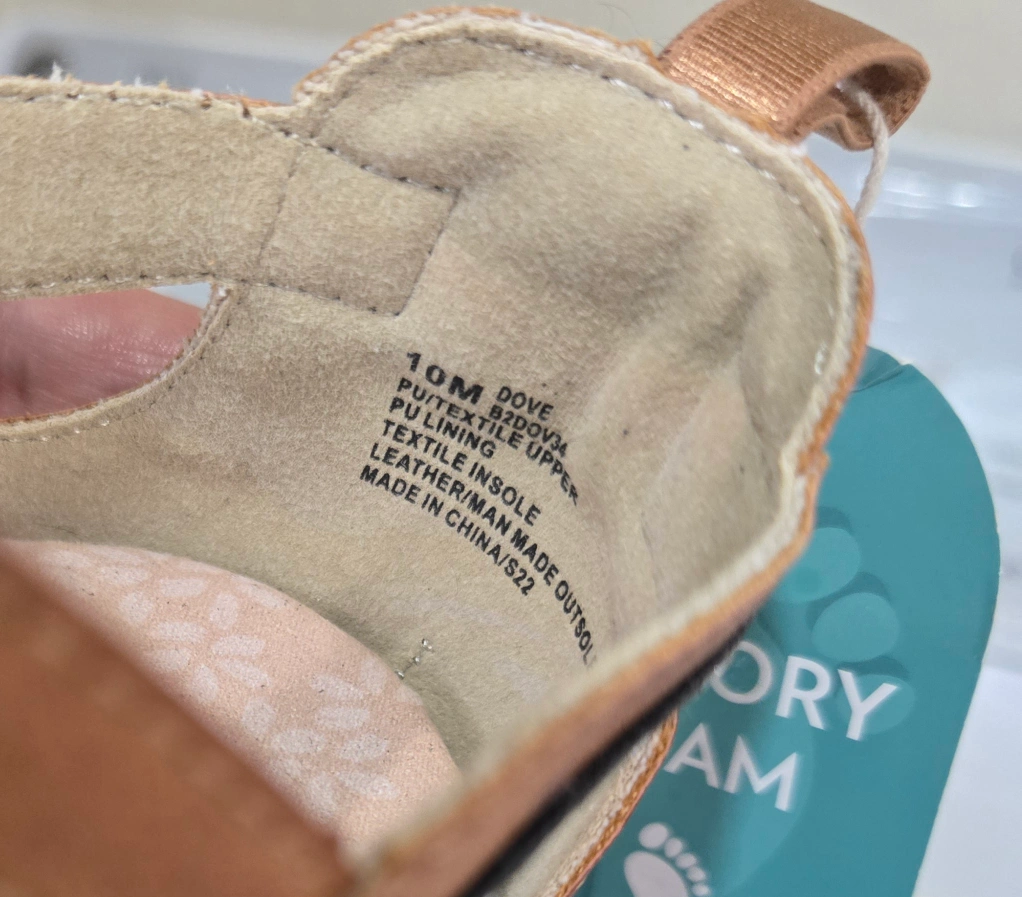 10M DOVE
B2DOV34
PU/TEXTILE UPPER
PU LINING
TEXTILE INSOLE
LEATHER/MAN MADE OUTSOL
MADE IN CHINA/S22
ORY
AM